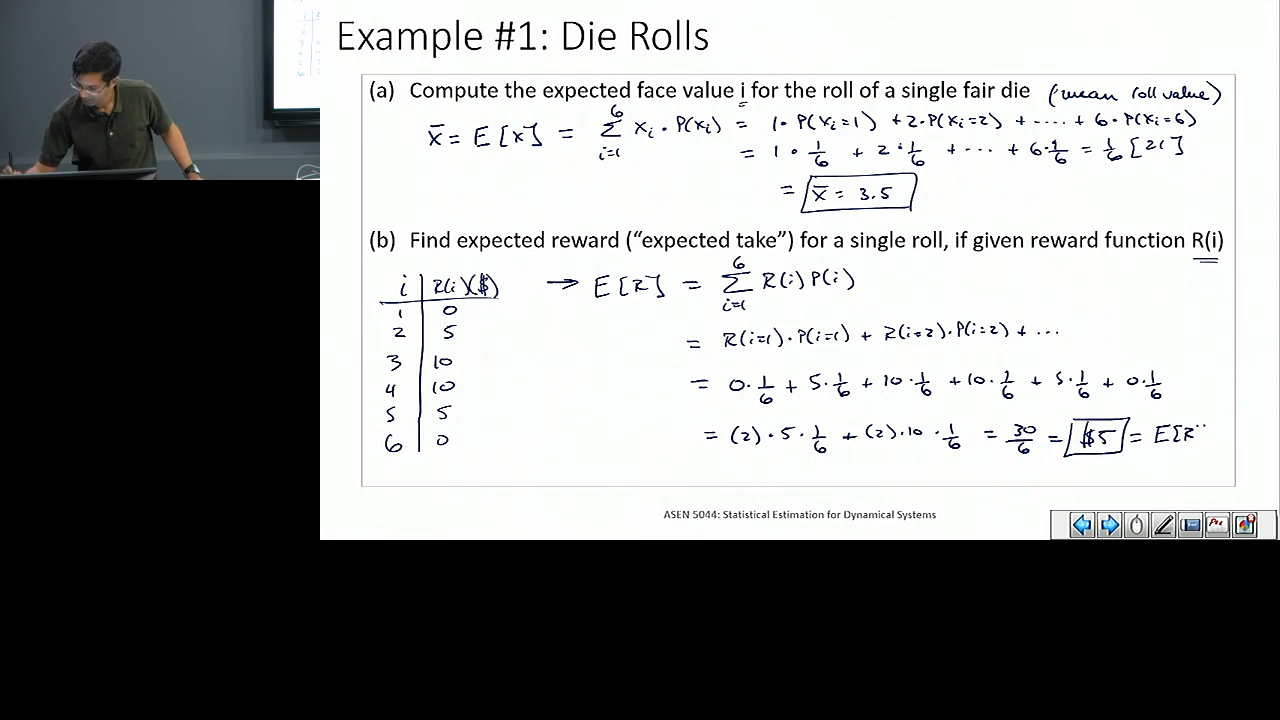 Example #1: Die Rolls
(a) Compute the expected face value i for the roll of a single fair die (mean roll value)
x̄ = E[x] = Σ_{i=1}^{6} x_i · P(x_i) = 1·P(x_i=1) + 2·P(x_i=2) + ···· + 6·P(x_i=6)
= 1·1/6 + 2·1/6 + ··· + 6·1/6 = 1/6 [21]
= x̄ = 3.5
(b) Find expected reward (“expected take”) for a single roll, if given reward function R(i)
i R(i)($) → E[R] = Σ_{i=1}^{6} R(i)P(i)
1 0
2 5 = R(i=1)·P(i=1) + R(i=2)·P(i=2) + ···
3 10
4 10 = 0·1/6 + 5·1/6 + 10·1/6 + 10·1/6 + 5·1/6 + 0·1/6
5 5
6 0 = (2)·5·1/6 + (2)·10·1/6 = 30/6 = $5 = E[R
ASEN 5044: Statistical Estimation for Dynamical Systems